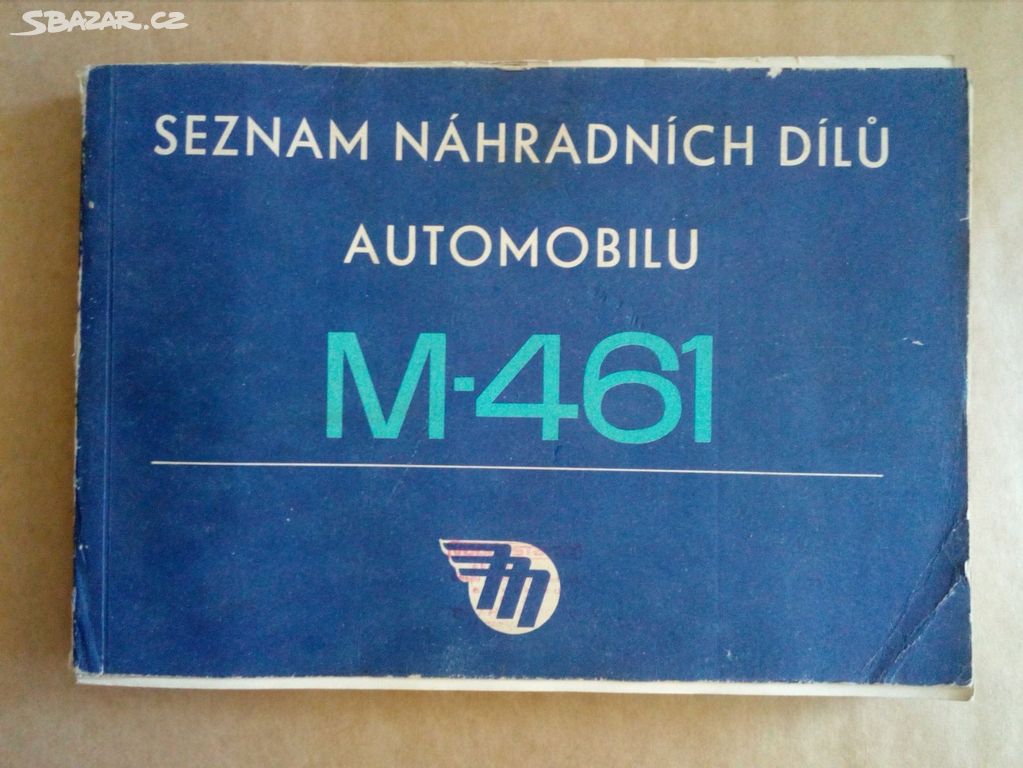 SBAZAR.CZ
SEZNAM NÁHRADNÍCH DÍLŮ
AUTOMOBILU
M-461